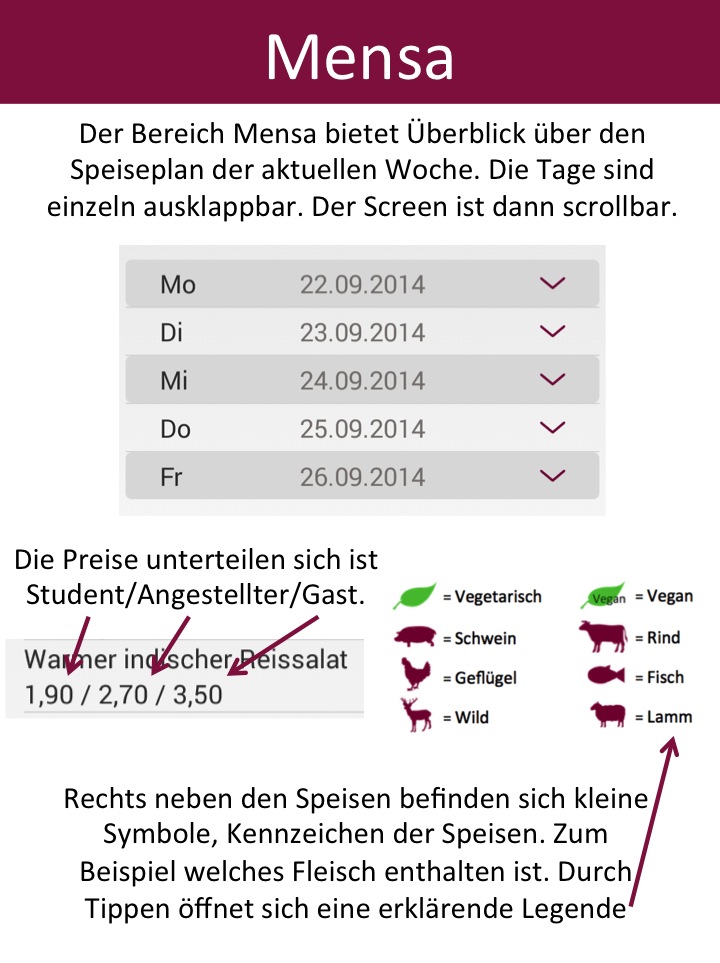 Mensa
Der Bereich Mensa bietet Überblick über den
Speiseplan der aktuellen Woche. Die Tage sind
einzeln ausklappbar. Der Screen ist dann scrollbar.
Mo 22.09.2014
Di 23.09.2014
Mi 24.09.2014
Do 25.09.2014
Fr 26.09.2014
Die Preise unterteilen sich ist
Student/Angestellter/Gast.
Warmer indischer Reissalat
1,90 / 2,70 / 3,50
= Vegetarisch
Vegan = Vegan
= Schwein
= Rind
= Geflügel
= Fisch
= Wild
= Lamm
Rechts neben den Speisen befinden sich kleine
Symbole, Kennzeichen der Speisen. Zum
Beispiel welches Fleisch enthalten ist. Durch
Tippen öffnet sich eine erklärende Legende